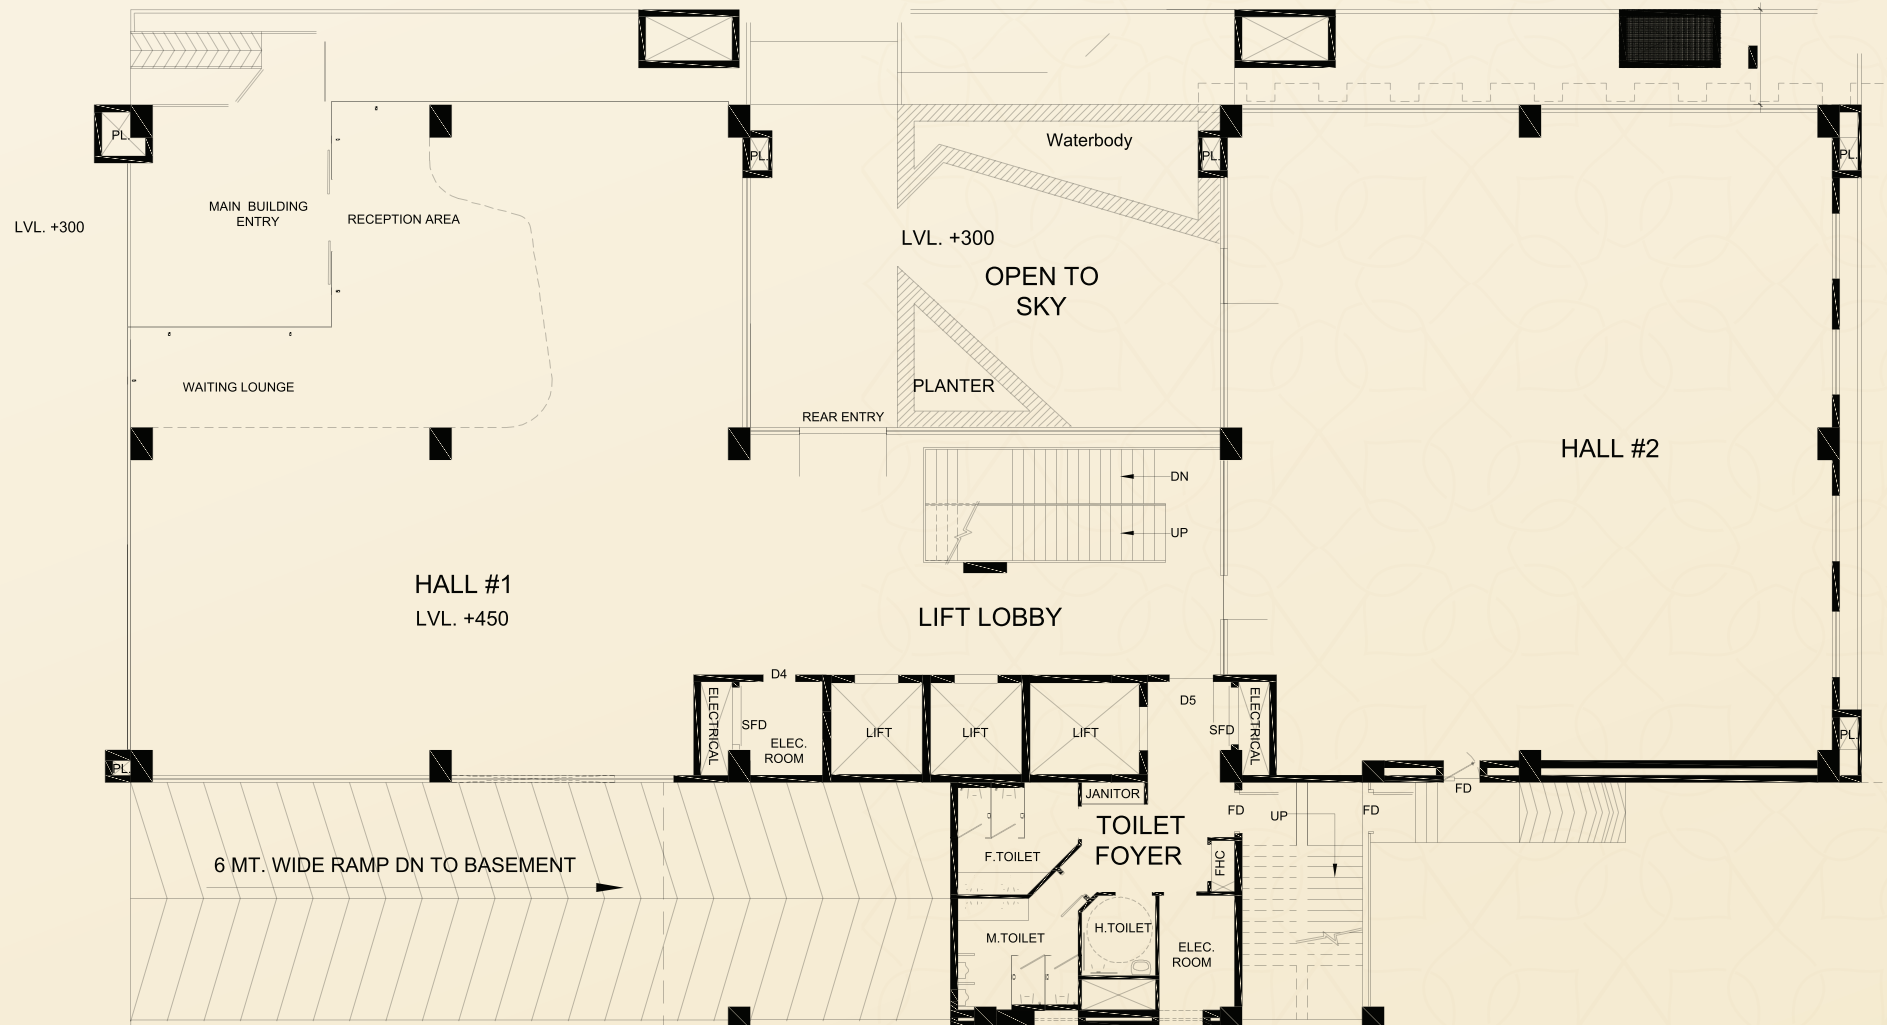 PL.
PL.
PL.
PL.
Waterbody
MAIN  BUILDING
ENTRY
RECEPTION AREA
LVL. +300
LVL. +300
OPEN TO
SKY
WAITING LOUNGE
PLANTER
REAR ENTRY
HALL #2
DN
UP
HALL #1
LVL. +450
LIFT LOBBY
D4
D5
ELECTRICAL
SFD
ELEC.
ROOM
LIFT
LIFT
LIFT
SFD
ELECTRICAL
PL.
PL.
JANITOR
FD
FD
UP
FD
TOILET
FOYER
F.TOILET
FHC
6 MT. WIDE RAMP DN TO BASEMENT
M.TOILET
H.TOILET
ELEC.
ROOM